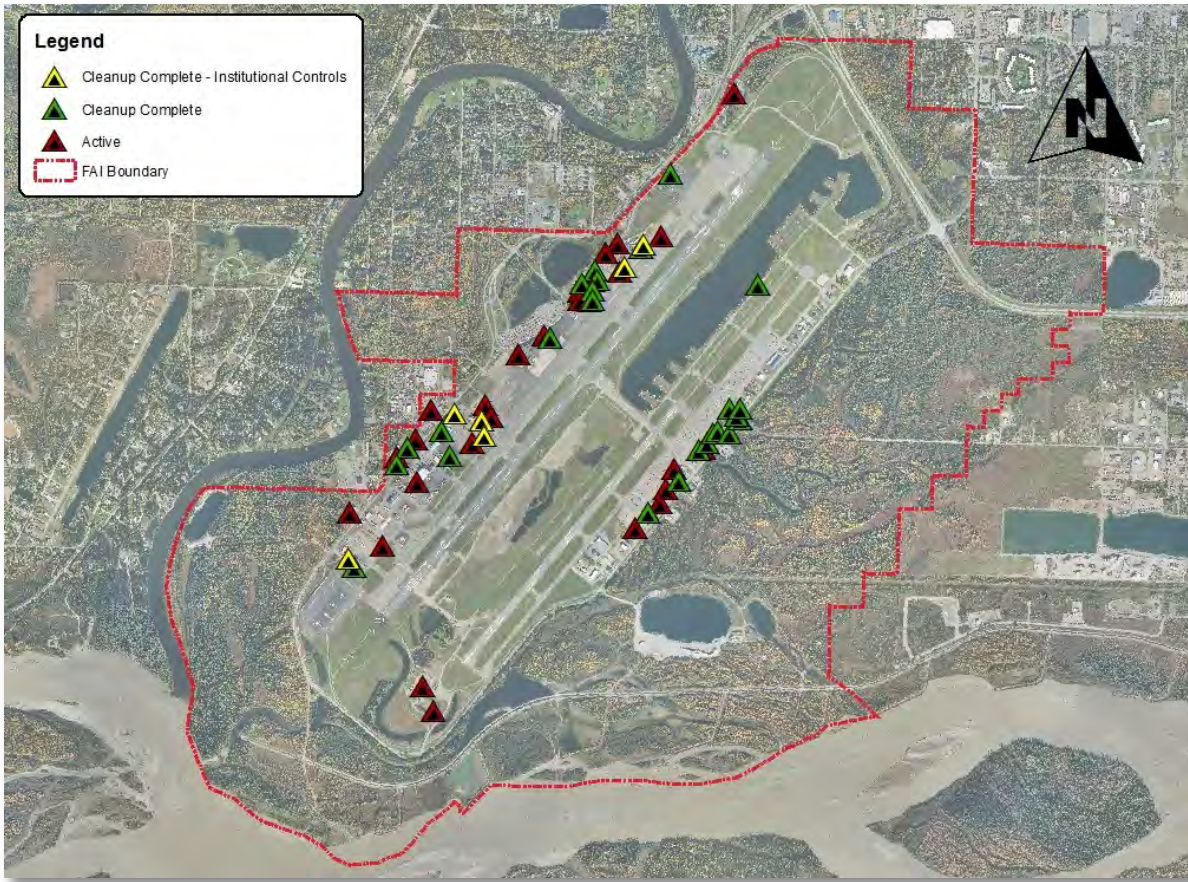 Legend
Cleanup Complete - Institutional Controls
Cleanup Complete
Active
FAI Boundary
N